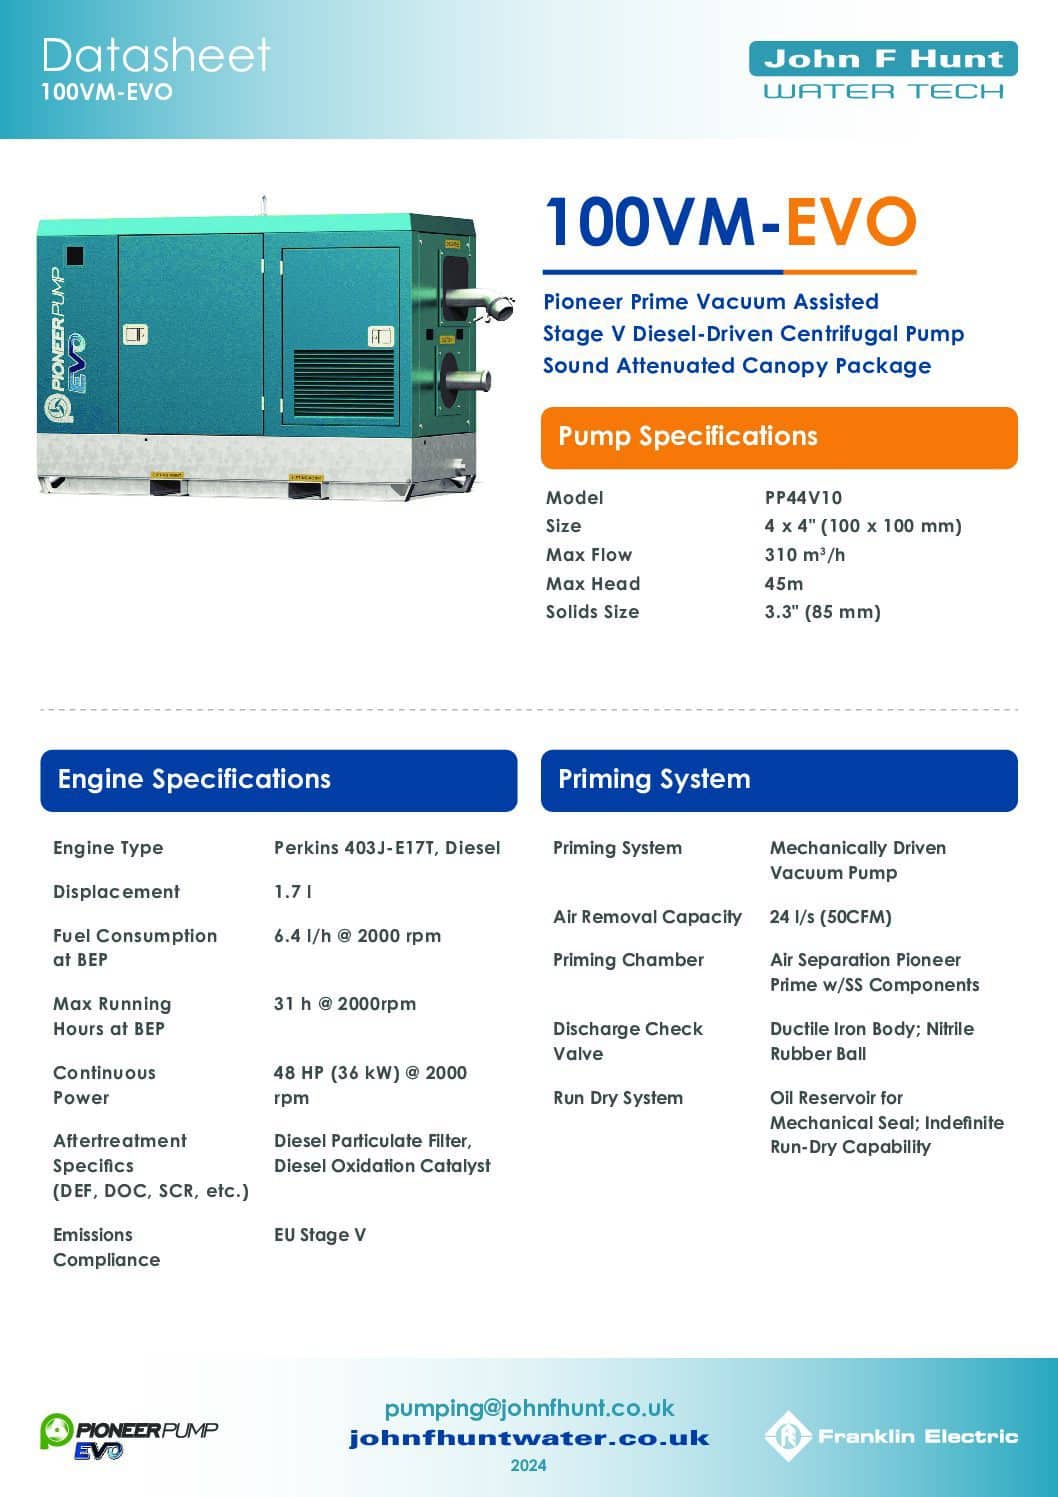 Datasheet
100VM-EVO
John F Hunt
WATER TECH
PIONEERPUMP
EVO
100VM-EVO
Pioneer Prime Vacuum Assisted
Stage V Diesel-Driven Centrifugal Pump
Sound Attenuated Canopy Package
Pump Specifications
Model PP44V10
Size 4 x 4" (100 x 100 mm)
Max Flow 310 m³/h
Max Head 45m
Solids Size 3.3" (85 mm)
Engine Specifications
Engine Type Perkins 403J-E17T, Diesel
Displacement 1.7 l
Fuel Consumption 6.4 l/h @ 2000 rpm
at BEP
Max Running 31 h @ 2000rpm
Hours at BEP
Continuous 48 HP (36 kW) @ 2000
Power rpm
Aftertreatment Diesel Particulate Filter,
Specifics Diesel Oxidation Catalyst
(DEF, DOC, SCR, etc.)
Emissions EU Stage V
Compliance
Priming System
Priming System Mechanically Driven
Vacuum Pump
Air Removal Capacity 24 l/s (50CFM)
Priming Chamber Air Separation Pioneer
Prime w/SS Components
Discharge Check Ductile Iron Body; Nitrile
Valve Rubber Ball
Run Dry System Oil Reservoir for
Mechanical Seal; Indefinite
Run-Dry Capability
PIONEERPUMP
EVO
pumping@johnfhunt.co.uk
johnfhuntwater.co.uk
2024
Franklin Electric